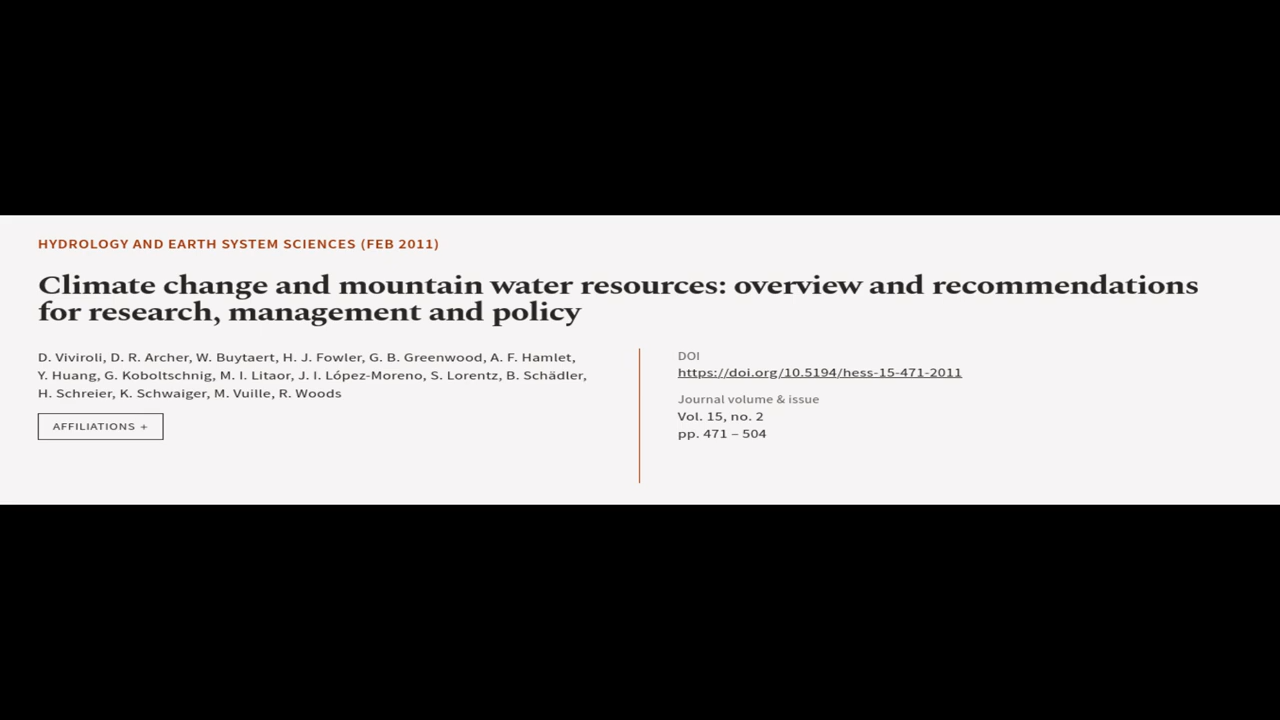 HYDROLOGY AND EARTH SYSTEM SCIENCES (FEB 2011)
Climate change and mountain water resources: overview and recommendations
for research, management and policy
D. Viviroli, D. R. Archer, W. Buytaert, H. J. Fowler, G. B. Greenwood, A. F. Hamlet,
Y. Huang, G. Koboltschnig, M. I. Litaor, J. I. López-Moreno, S. Lorentz, B. Schädler,
H. Schreier, K. Schwaiger, M. Vuille, R. Woods
AFFILIATIONS +
DOI
https://doi.org/10.5194/hess-15-471-2011
Journal volume & issue
Vol. 15, no. 2
pp. 471 – 504